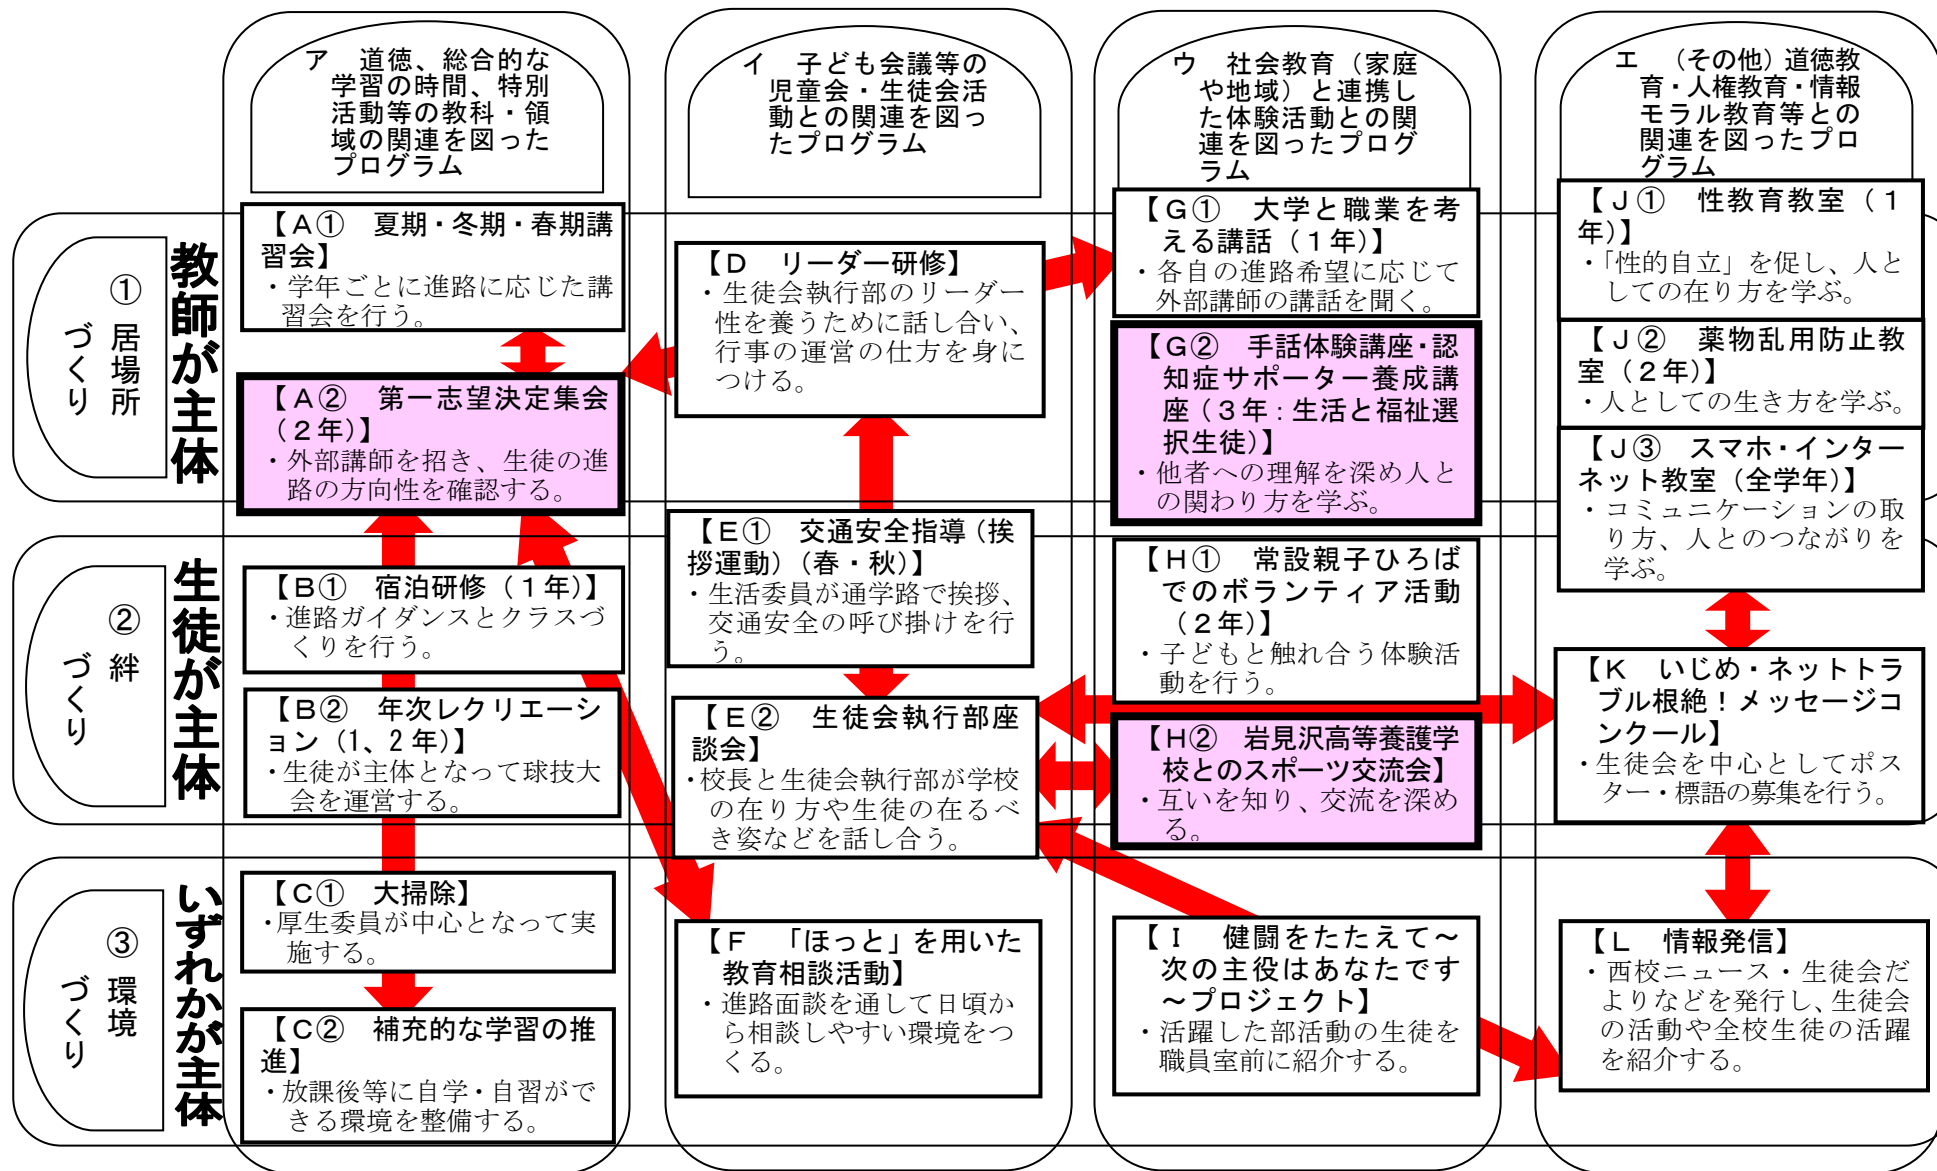 ア　道徳、総合的な
学習の時間、特別
活動等の教科・領
域の関連を図った
プログラム
イ　子ども会議等の
児童会・生徒会活
動との関連を図っ
たプログラム
ウ　社会教育（家庭
や地域）と連携し
た体験活動との関
連を図ったプログ
ラム
エ　（その他）道徳教
育・人権教育・情報
モラル教育等との
関連を図ったプロ
グラム
① 居場所
づくり
教師が主体
【Ａ①　夏期・冬期・春期講
習会】
・学年ごとに進路に応じた講
習会を行う。
【Ａ②　第一志望決定集会
（２年）】
・外部講師を招き、生徒の進
路の方向性を確認する。
【Ｄ　リーダー研修】
・生徒会執行部のリーダー
性を養うために話し合い、
行事の運営の仕方を身に
つける。
【Ｇ①　大学と職業を考
える講話（１年）】
・各自の進路希望に応じて
外部講師の講話を聞く。
【Ｇ②　手話体験講座・認
知症サポーター養成講
座（３年：生活と福祉選
択生徒）】
・他者への理解を深め人と
の関わり方を学ぶ。
【Ｊ①　性教育教室（１
年）】
・「性的自立」を促し、人と
しての在り方を学ぶ。
【Ｊ②　薬物乱用防止教
室（２年）】
・人としての生き方を学ぶ。
【Ｊ③　スマホ・インター
ネット教室（全学年）】
・コミュニケーションの取
り方、人とのつながりを
学ぶ。
② 絆
づくり
生徒が主体
【Ｂ①　宿泊研修（１年）】
・進路ガイダンスとクラスづ
くりを行う。
【Ｂ②　年次レクリエーシ
ョン（1、2 年）】
・生徒が主体となって球技大
会を運営する。
【Ｅ①　交通安全指導（挨
拶運動）（春・秋）】
・生活委員が通学路で挨拶、
交通安全の呼び掛けを行
う。
【Ｅ②　生徒会執行部座
談会】
・校長と生徒会執行部が学校
の在り方や生徒の在るべ
き姿などを話し合う。
【Ｈ①　常設親子ひろば
でのボランティア活動
（２年）】
・子どもと触れ合う体験活
動を行う。
【Ｈ②　岩見沢高等養護学
校とのスポーツ交流会】
・互いを知り、交流を深め
る。
【Ｋ　いじめ・ネットトラ
ブル根絶！メッセージコ
ンクール】
・生徒会を中心としてポス
ター・標語の募集を行う。
③ 環境
づくり
いずれかが主体
【Ｃ①　大掃除】
・厚生委員が中心となって実
施する。
【Ｃ②　補充的な学習の推
進】
・放課後等に自学・自習がで
きる環境を整備する。
【Ｆ　「ほっと」を用いた
教育相談活動】
・進路面談を通して日頃か
ら相談しやすい環境をつ
くる。
【Ｉ　健闘をたたえて～
次の主役はあなたです
～プロジェクト】
・活躍した部活動の生徒を
職員室前に紹介する。
【Ｌ　情報発信】
・西校ニュース・生徒会だ
よりなどを発行し、生徒会
の活動や全校生徒の活躍
を紹介する。